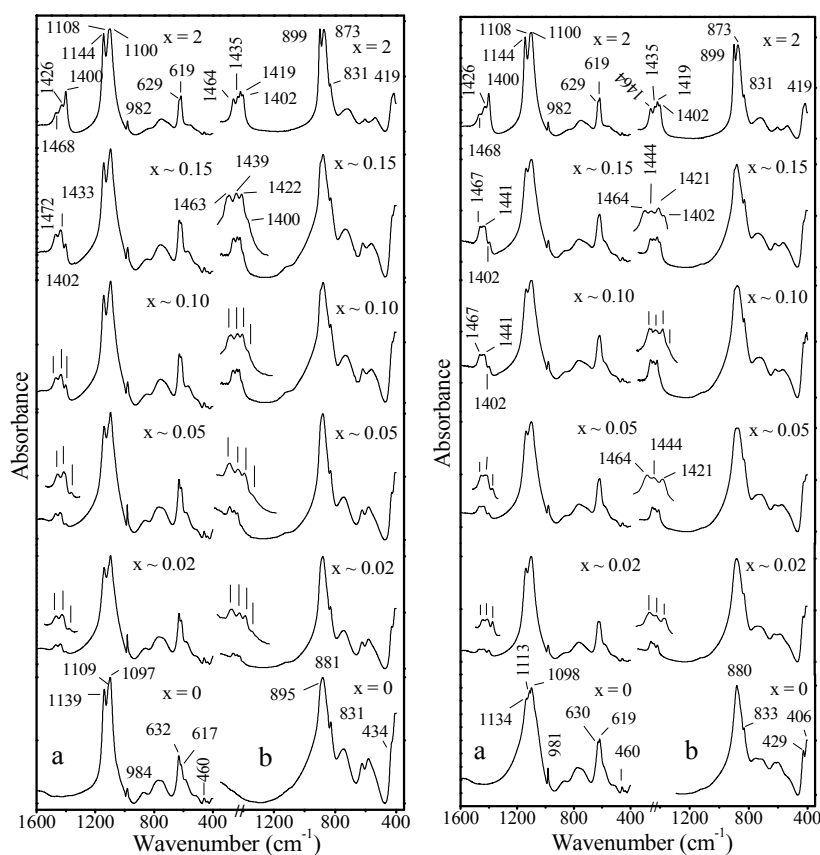 1108
1100
x = 2
1144
1426
1400
1468
982
629
619
1464
1435
1419
1402
899
873
x = 2
831
419
x ~ 0.15
1472
1433
1402
1463
1439
1422
1400
x ~ 0.15
x ~ 0.10
x ~ 0.10
x ~ 0.05
x ~ 0.05
x ~ 0.02
x ~ 0.02
1109
1097
1139
x = 0
a
984
632
617
460
b
895
881
831
x = 0
434
1600
1200
800
400
//
1200
800
400
Wavenumber (cm-1)
Absorbance
1108
1100
x = 2
1144
1426
1400
1468
982
629
619
1464
1435
1419
1402
873
899
x = 2
831
419
x ~ 0.15
1467
1441
1402
1464
1444
1421
1402
x ~ 0.15
x ~ 0.10
1467
1441
1402
x ~ 0.10
x ~ 0.05
1464
1444
1421
x ~ 0.05
x ~ 0.02
x ~ 0.02
1113
1098
1134
x = 0
a
981
630
619
460
b
880
833
x = 0
429
406
1600
1200
800
400
//
1200
800
400
Wavenumber (cm-1)
Absorbance